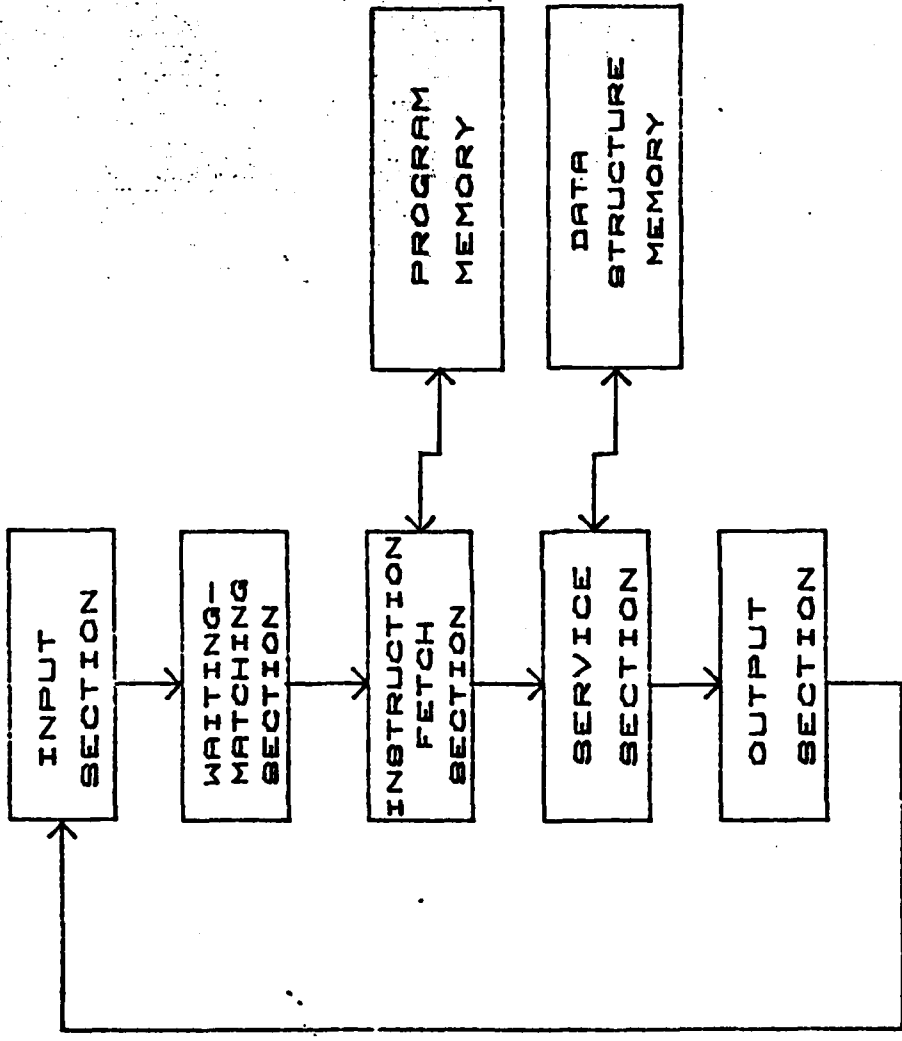 INPUT
SECTION
WAITING-
MATCHING
SECTION
INSTRUCTION
FETCH
SECTION
SERVICE
SECTION
OUTPUT
SECTION
PROGRAM
MEMORY
DATA
STRUCTURE
MEMORY